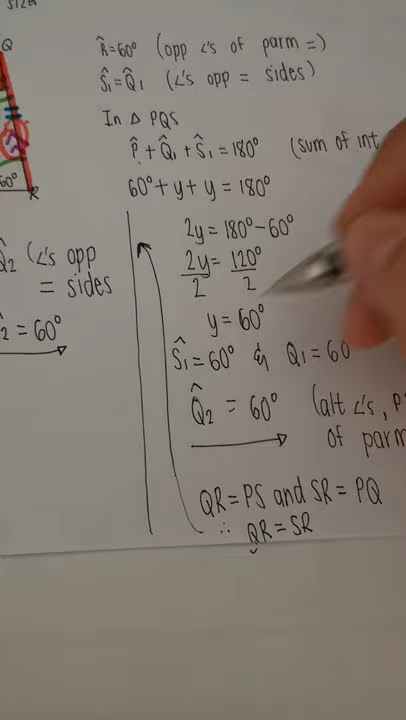 Q
R̂=60° (opp ∠'s of parm =)
Ŝ₁=Q̂₁ (∠'s opp = sides)
In △ PQS
P̂ + Q̂₁ + Ŝ₁ = 180° (sum of int
60° + y + y = 180°
2y = 180° - 60°
2y = 120°
2 2
y = 60°
Ŝ₁ = 60° & Q₁ = 60
Q̂₂ = 60° (alt ∠'s, P
of parm
QR = PS and SR = PQ
∴ QR = SR
60°
R
Q̂₂ (∠'s opp
= sides
₂ = 60°